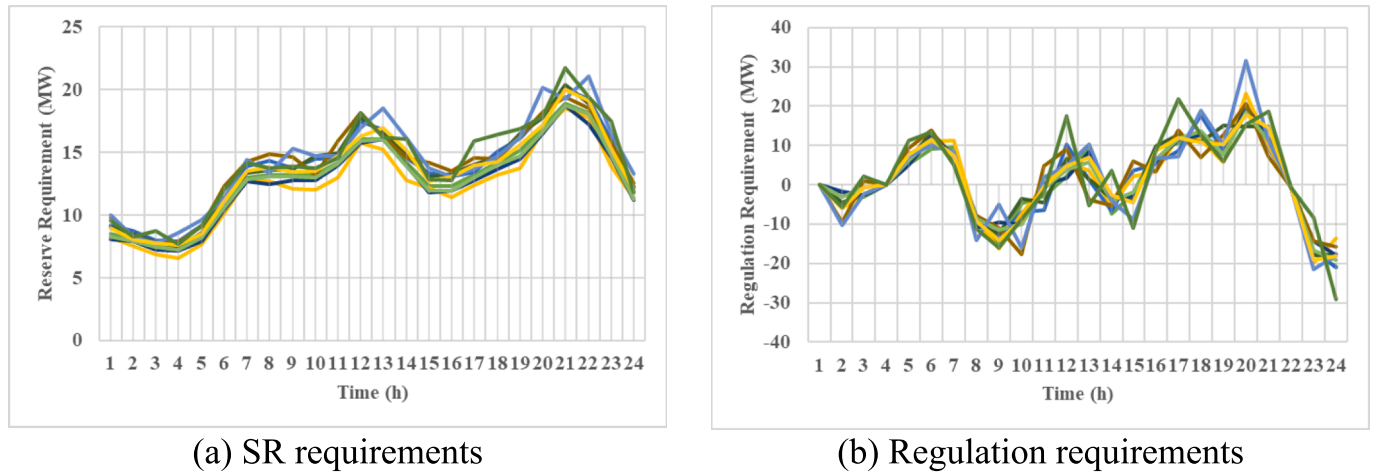 25
20
15
10
5
0
Reserve Requirement (MW)
1 2 3 4 5 6 7 8 9 10 11 12 13 14 15 16 17 18 19 20 21 22 23 24
Time (h)
(a) SR requirements
40
30
20
10
0
-10
-20
-30
-40
Regulation Requirement (MW)
1 2 3 4 5 6 7 8 9 10 11 12 13 14 15 16 17 18 19 20 21 22 23 24
Time (h)
(b) Regulation requirements